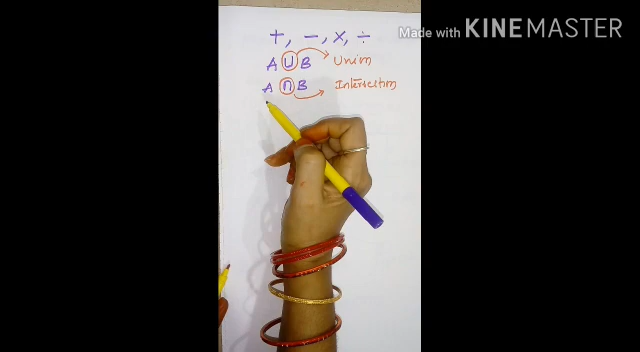 Made with KINEMASTER
+, −, ×, ÷
A ∪ B Union
A ∩ B Intersection